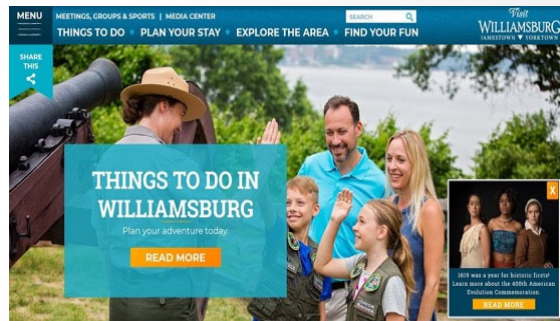 MENU
MEETINGS, GROUPS & SPORTS | MEDIA CENTER
SEARCH
THINGS TO DO
PLAN YOUR STAY
EXPLORE THE AREA
FIND YOUR FUN
Visit
WILLIAMSBURG
JAMESTOWN ▼ YORKTOWN
SHARE
THIS
THINGS TO DO IN
WILLIAMSBURG
Plan your adventure today.
READ MORE
X
1619 was a year for historic firsts!
Learn more about the 400th American
Evolution Commemoration.
READ MORE